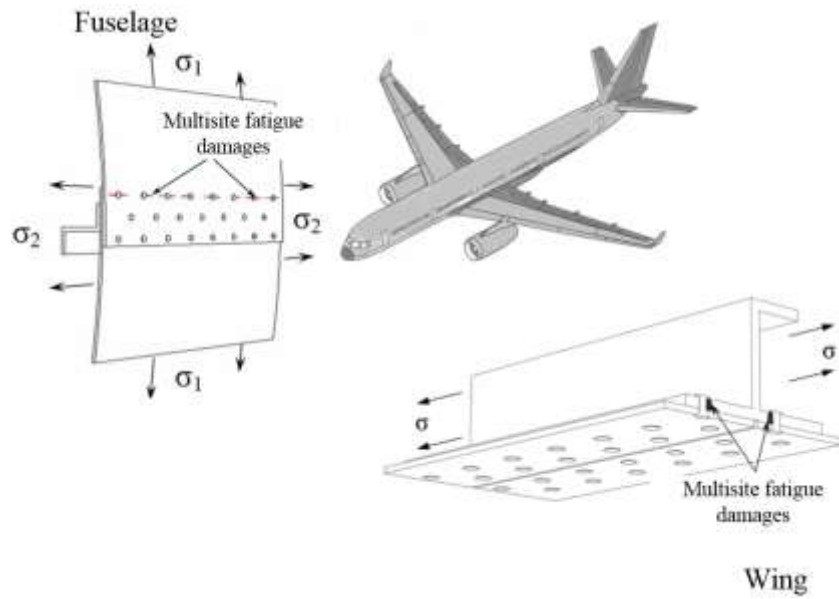 Fuselage
σ1
Multisite fatigue
damages
σ2
σ2
σ1
σ
σ
Multisite fatigue
damages
Wing